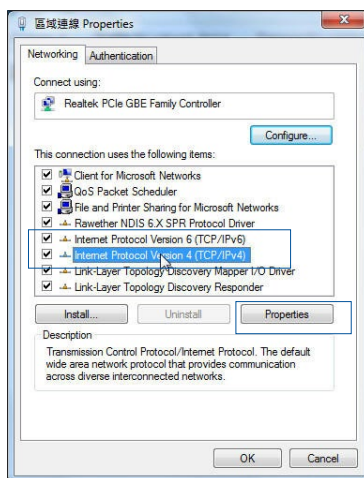 區域連線 Properties
Networking
Authentication
Connect using:
Realtek PCIe GBE Family Controller
Configure...
This connection uses the following items:
Client for Microsoft Networks
QoS Packet Scheduler
File and Printer Sharing for Microsoft Networks
Rawether NDIS 6.X SPR Protocol Driver
Internet Protocol Version 6 (TCP/IPv6)
Internet Protocol Version 4 (TCP/IPv4)
Link-Layer Topology Discovery Mapper I/O Driver
Link-Layer Topology Discovery Responder
Install...
Uninstall
Properties
Description
Transmission Control Protocol/Internet Protocol. The default
wide area network protocol that provides communication
across diverse interconnected networks.
OK
Cancel